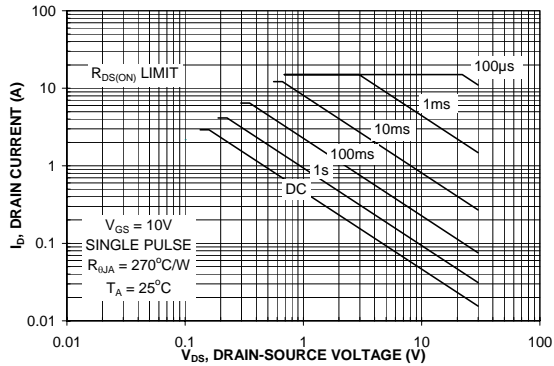 100
10
1
0.1
0.01
0.01
0.1
1
10
100
I_D, DRAIN CURRENT (A)
V_DS, DRAIN-SOURCE VOLTAGE (V)
R_DS(ON) LIMIT
100µs
1ms
10ms
100ms
1s
DC
V_GS = 10V
SINGLE PULSE
R_θJA = 270°C/W
T_A = 25°C